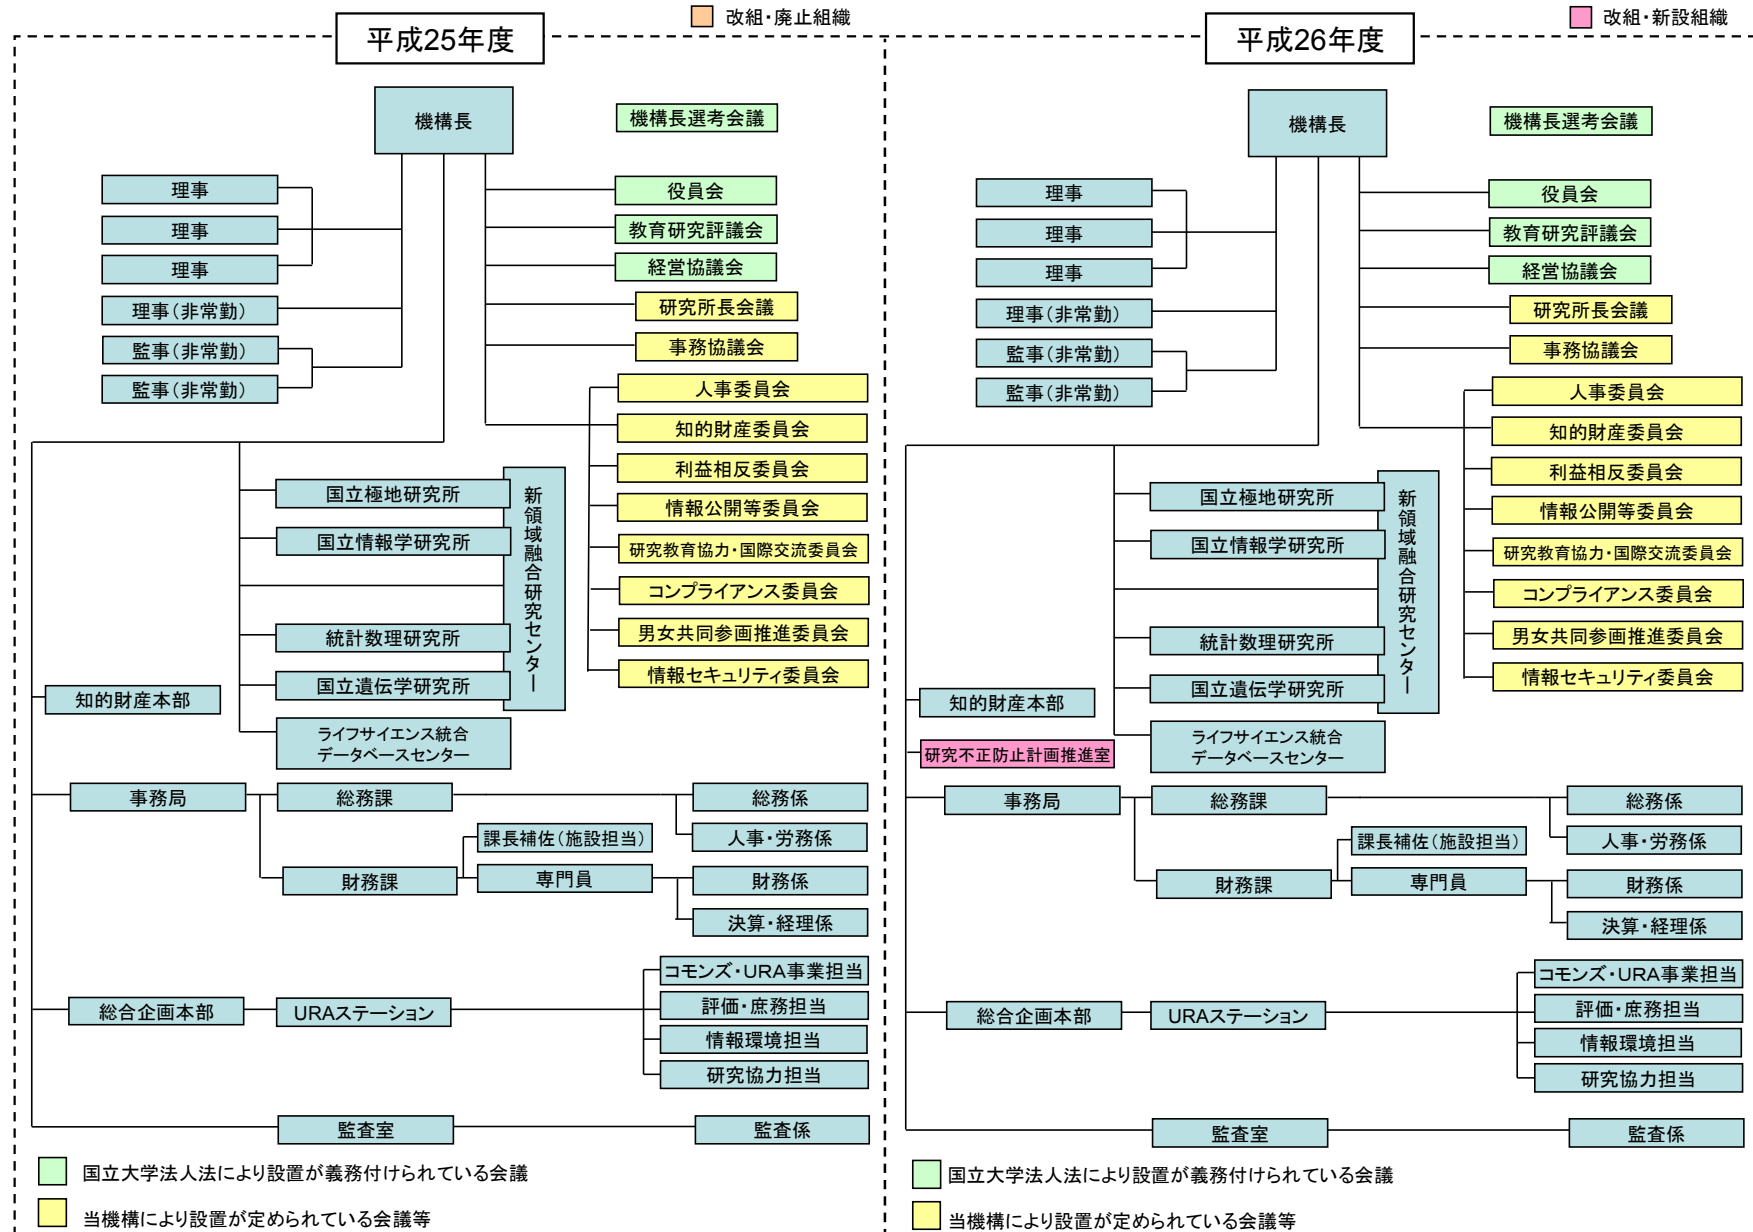 改組・廃止組織
平成25年度
機構長
機構長選考会議
理事
理事
理事
理事(非常勤)
監事(非常勤)
監事(非常勤)
役員会
教育研究評議会
経営協議会
研究所長会議
事務協議会
人事委員会
知的財産委員会
利益相反委員会
情報公開等委員会
研究教育協力・国際交流委員会
コンプライアンス委員会
男女共同参画推進委員会
情報セキュリティ委員会
国立極地研究所
国立情報学研究所
統計数理研究所
国立遺伝学研究所
新領域融合研究センター
ライフサイエンス統合
データベースセンター
知的財産本部
事務局
総務課
総務係
人事・労務係
課長補佐(施設担当)
財務課
専門員
財務係
決算・経理係
総合企画本部
URAステーション
コモンズ・URA事業担当
評価・庶務担当
情報環境担当
研究協力担当
監査室
監査係
国立大学法人法により設置が義務付けられている会議
当機構により設置が定められている会議等
改組・新設組織
平成26年度
機構長
機構長選考会議
理事
理事
理事
理事(非常勤)
監事(非常勤)
監事(非常勤)
役員会
教育研究評議会
経営協議会
研究所長会議
事務協議会
人事委員会
知的財産委員会
利益相反委員会
情報公開等委員会
研究教育協力・国際交流委員会
コンプライアンス委員会
男女共同参画推進委員会
情報セキュリティ委員会
国立極地研究所
国立情報学研究所
統計数理研究所
国立遺伝学研究所
新領域融合研究センター
ライフサイエンス統合
データベースセンター
知的財産本部
研究不正防止計画推進室
事務局
総務課
総務係
人事・労務係
課長補佐(施設担当)
財務課
専門員
財務係
決算・経理係
総合企画本部
URAステーション
コモンズ・URA事業担当
評価・庶務担当
情報環境担当
研究協力担当
監査室
監査係
国立大学法人法により設置が義務付けられている会議
当機構により設置が定められている会議等